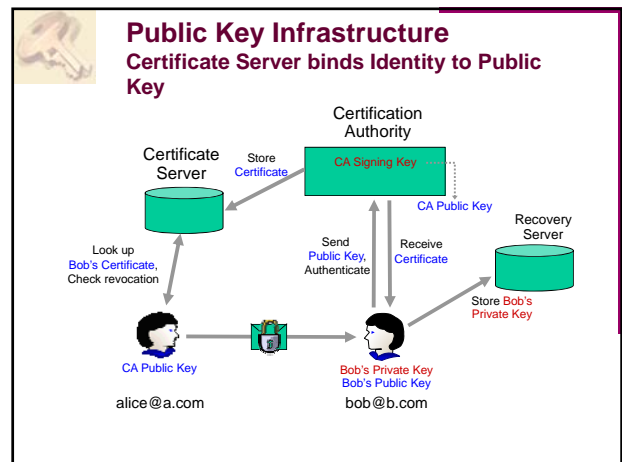 Public Key Infrastructure
Certificate Server binds Identity to Public
Key
Certification
Authority
Certificate
Server
Store
Certificate
CA Signing Key
CA Public Key
Recovery
Server
Look up
Bob's Certificate,
Check revocation
Send
Public Key,
Authenticate
Receive
Certificate
Store Bob's
Private Key
CA Public Key
Bob's Private Key
Bob's Public Key
alice@a.com
bob@b.com